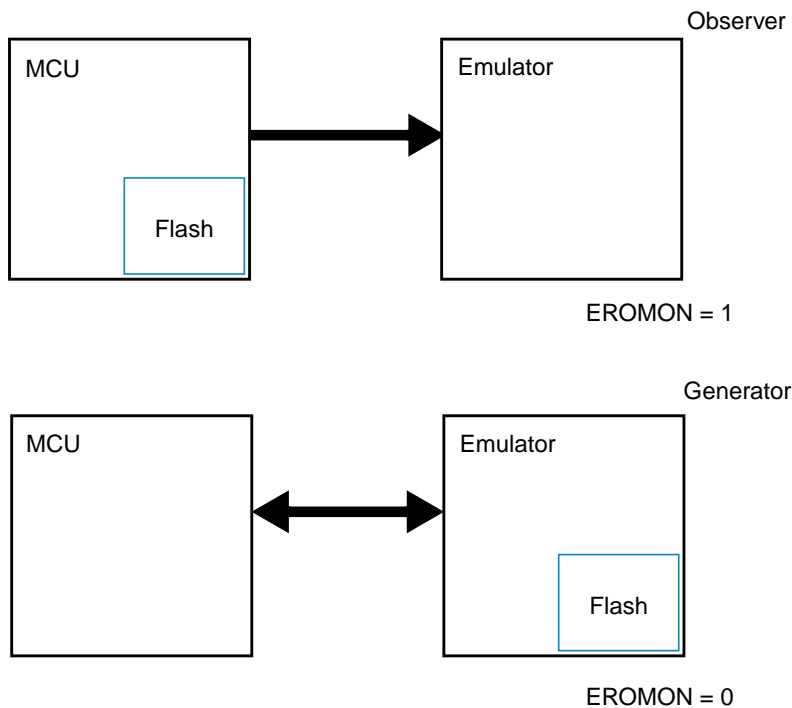 Observer
MCU
Emulator
Flash
EROMON = 1
Generator
MCU
Emulator
Flash
EROMON = 0